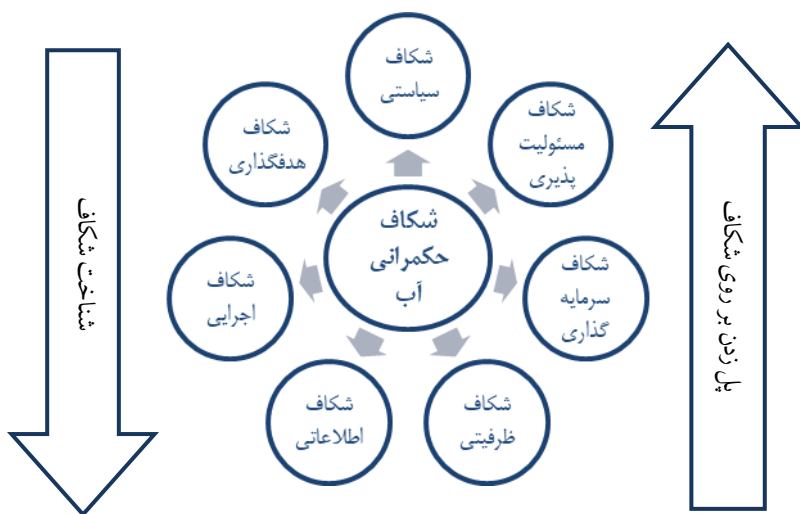 شکاف
سیاستی
شکاف
مسئولیت
پذیری
شکاف
سرمایه
گذاری
شکاف
ظرفیتی
شکاف
اطلاعاتی
شکاف
اجرایی
شکاف
هدفگذاری
شکاف
حکمرانی
آب
پل زدن بر روی شکاف
شناخت شکاف